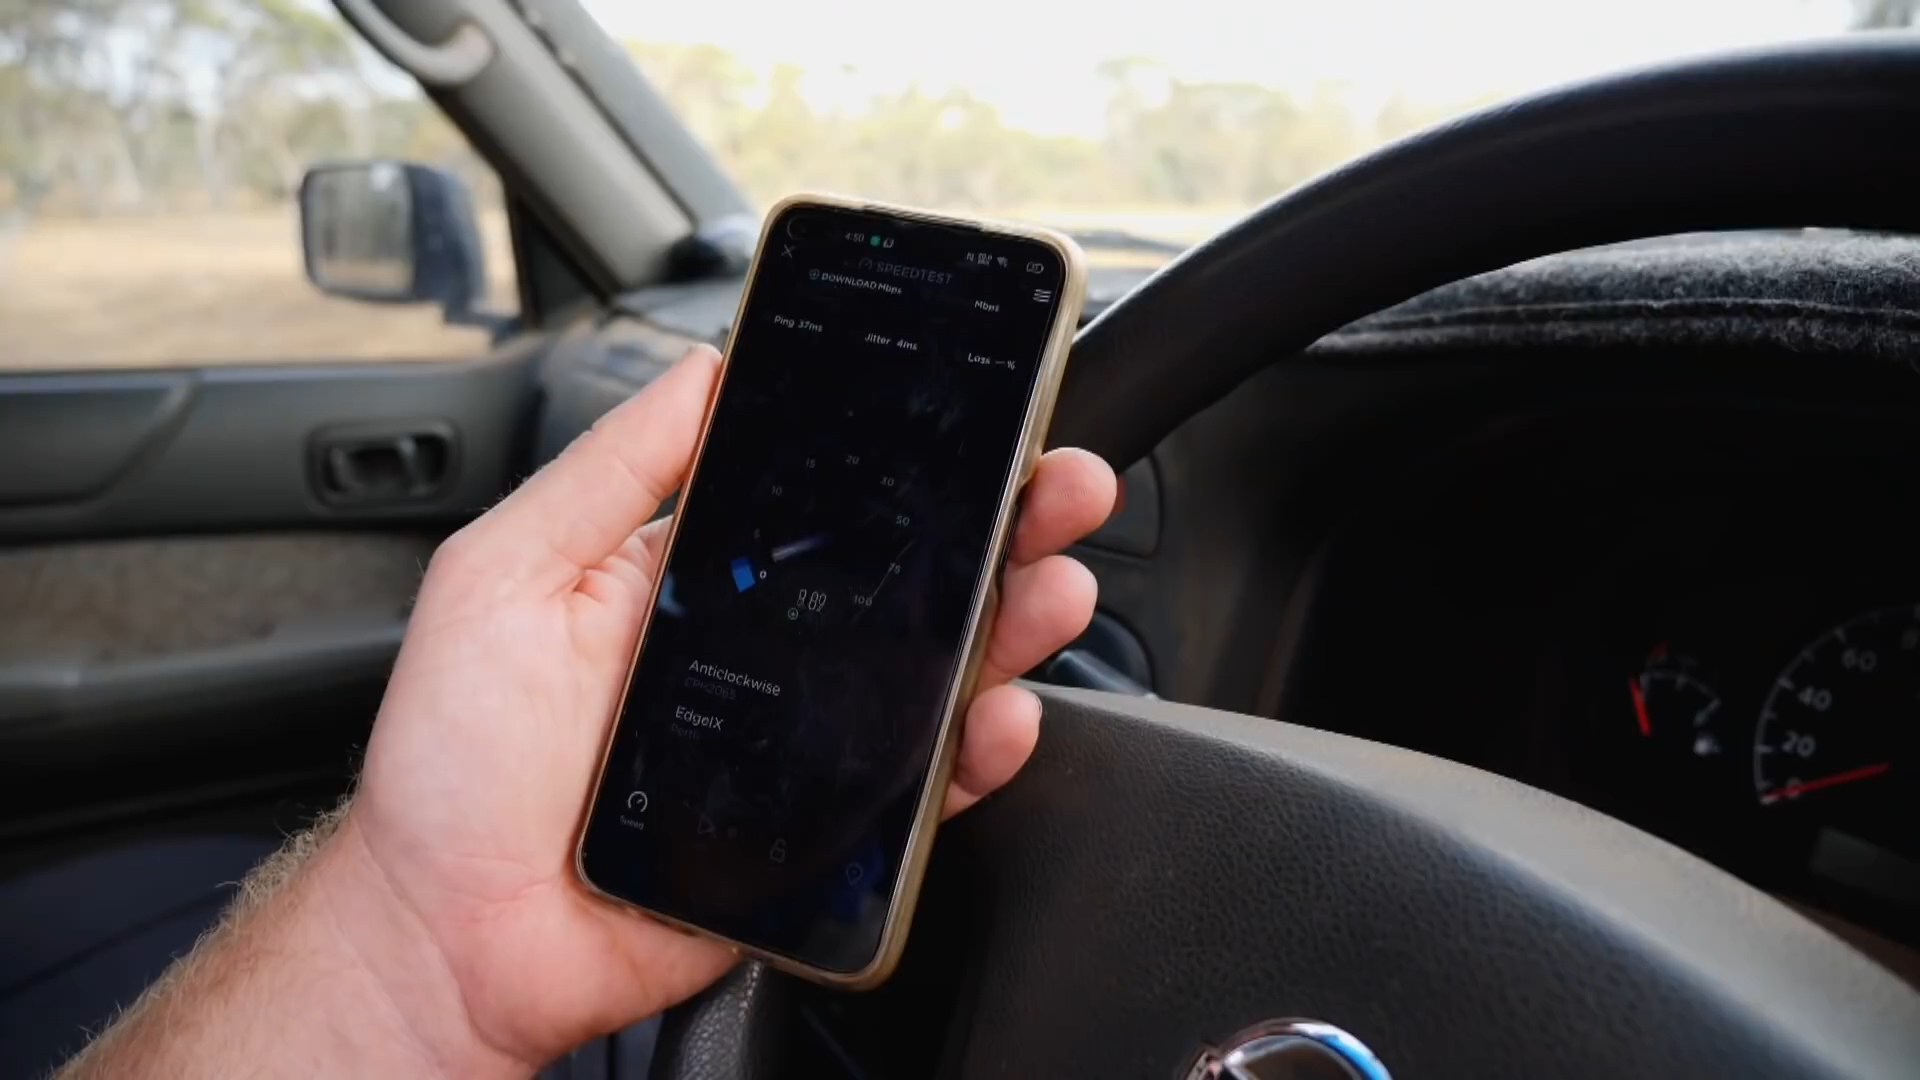 4:50
SPEEDTEST
DOWNLOAD Mbps
Mbps
Ping 37ms
Jitter 4ms
Loss — %
15
20
10
30
5
50
0
75
100
Anticlockwise
CPH2065
EdgeIX
Perth
Speed
60
40
20
0